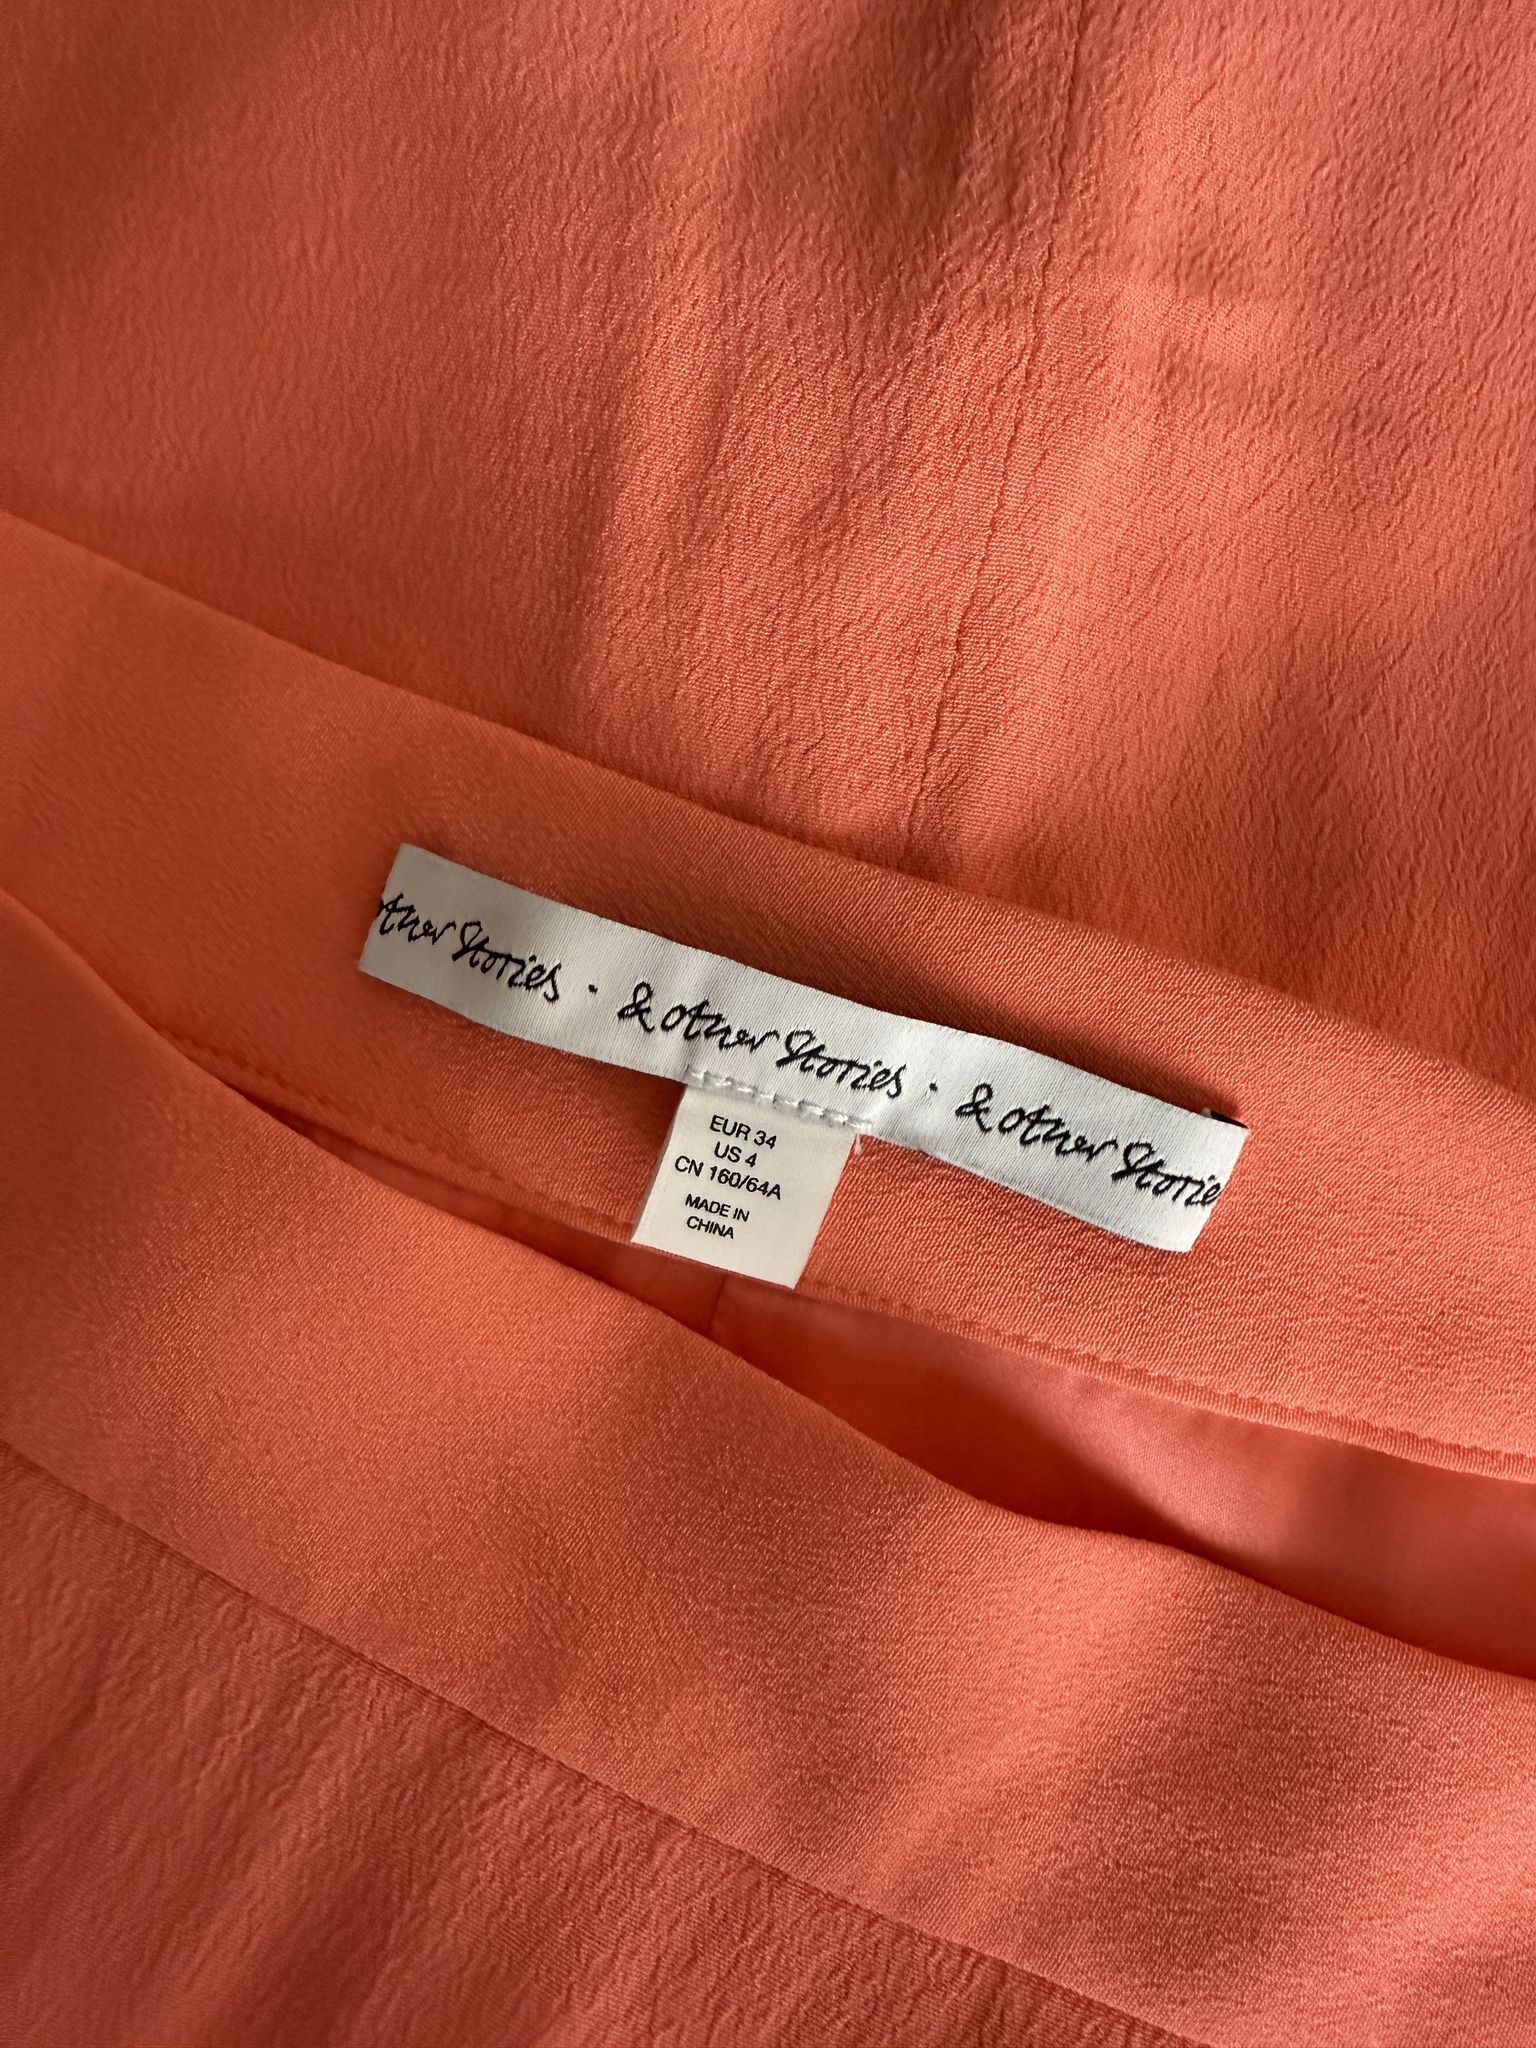 other Stories · & other Stories · & other Storie
EUR 34
US 4
CN 160/64A
MADE IN
CHINA